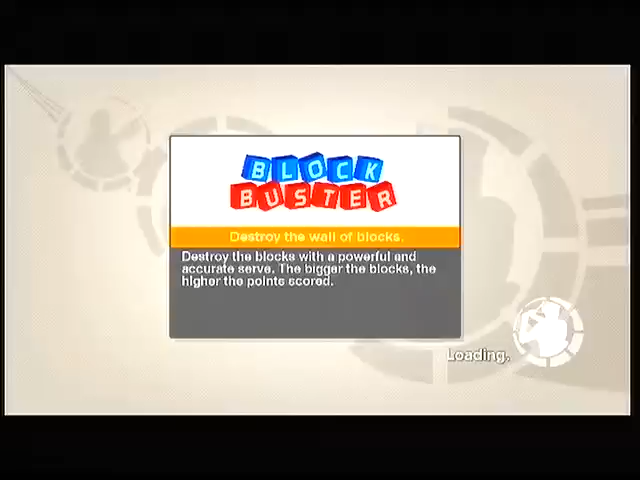 BLOCK
BUSTER
Destroy the wall of blocks.
Destroy the blocks with a powerful and
accurate serve. The bigger the blocks, the
higher the points scored.
Loading.